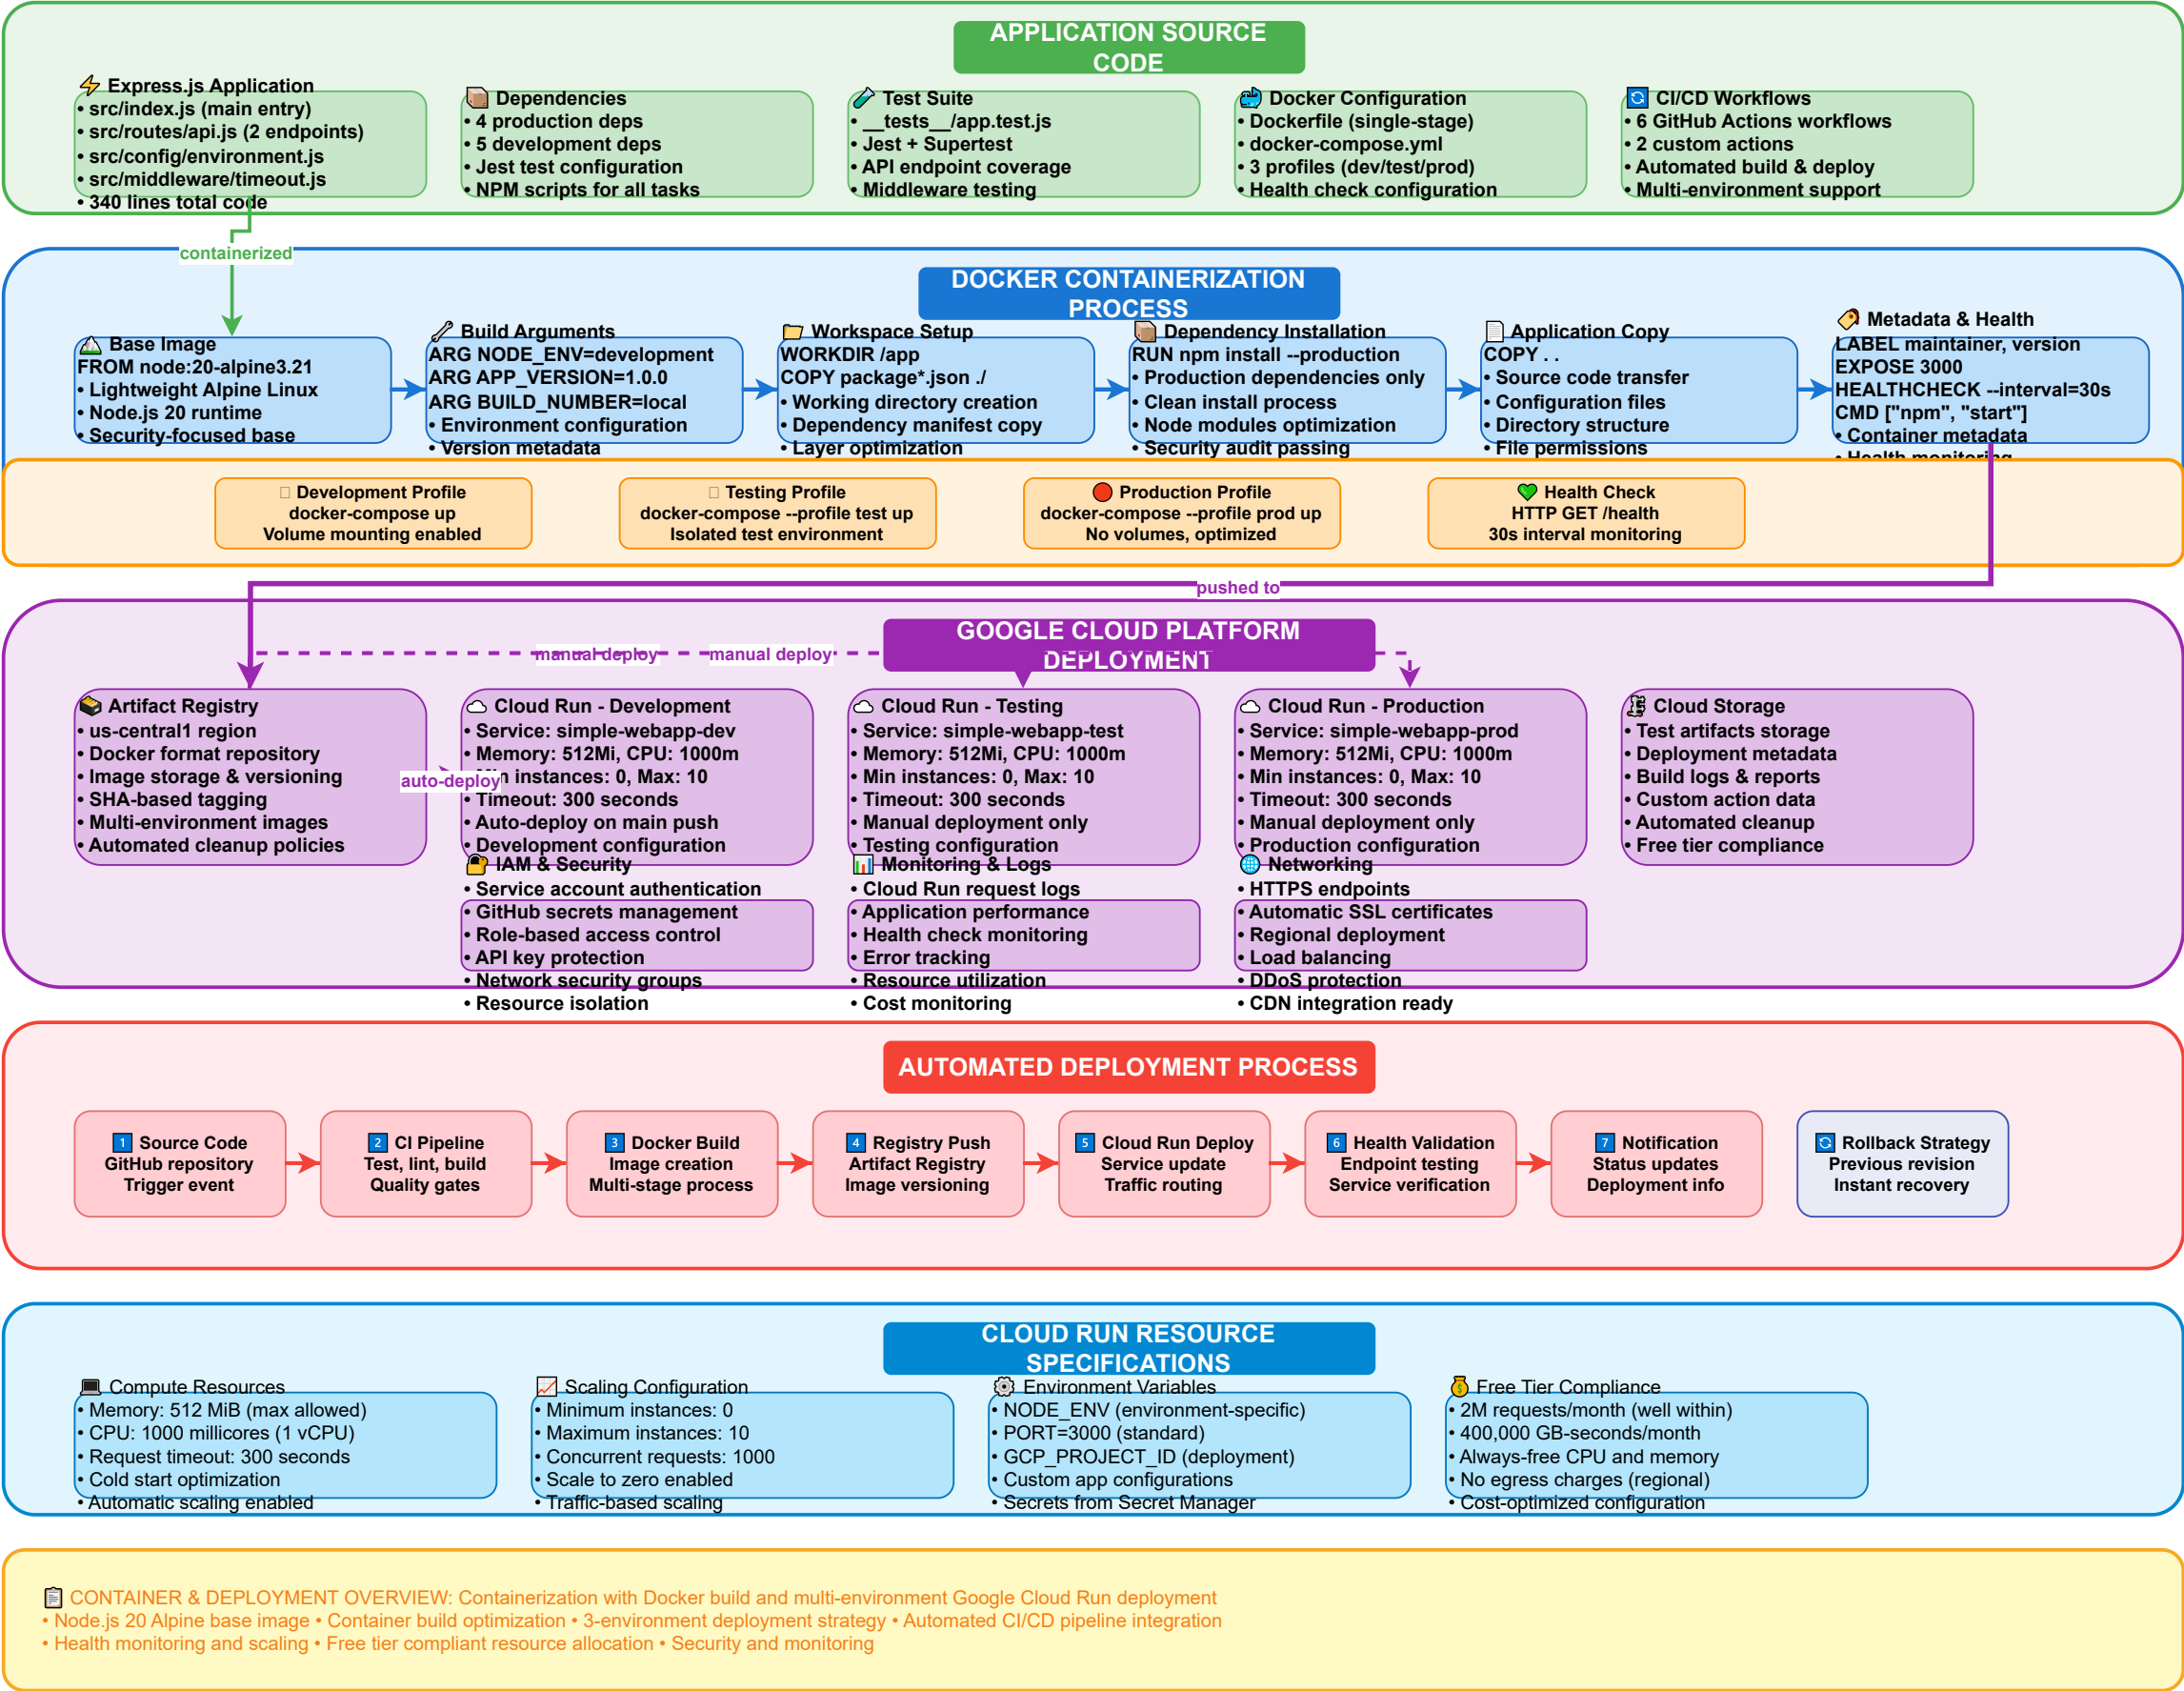 APPLICATION SOURCE
CODE
⚡ Express.js Application
• src/index.js (main entry)
• src/routes/api.js (2 endpoints)
• src/config/environment.js
• src/middleware/timeout.js
• 340 lines total code
📦 Dependencies
• 4 production deps
• 5 development deps
• Jest test configuration
• NPM scripts for all tasks
🧪 Test Suite
• __tests__/app.test.js
• Jest + Supertest
• API endpoint coverage
• Middleware testing
🐳 Docker Configuration
• Dockerfile (single-stage)
• docker-compose.yml
• 3 profiles (dev/test/prod)
• Health check configuration
🔄 CI/CD Workflows
• 6 GitHub Actions workflows
• 2 custom actions
• Automated build & deploy
• Multi-environment support
containerized
DOCKER CONTAINERIZATION
PROCESS
🏔 Base Image
FROM node:20-alpine3.21
• Lightweight Alpine Linux
• Node.js 20 runtime
• Security-focused base
🔧 Build Arguments
ARG NODE_ENV=development
ARG APP_VERSION=1.0.0
ARG BUILD_NUMBER=local
• Environment configuration
• Version metadata
📁 Workspace Setup
WORKDIR /app
COPY package*.json ./
• Working directory creation
• Dependency manifest copy
• Layer optimization
📦 Dependency Installation
RUN npm install --production
• Production dependencies only
• Clean install process
• Node modules optimization
• Security audit passing
📄 Application Copy
COPY . .
• Source code transfer
• Configuration files
• Directory structure
• File permissions
🏷 Metadata & Health
LABEL maintainer, version
EXPOSE 3000
HEALTHCHECK --interval=30s
CMD ["npm", "start"]
• Container metadata
• Health monitoring
Development Profile
docker-compose up
Volume mounting enabled
Testing Profile
docker-compose --profile test up
Isolated test environment
🔴 Production Profile
docker-compose --profile prod up
No volumes, optimized
💚 Health Check
HTTP GET /health
30s interval monitoring
pushed to
GOOGLE CLOUD PLATFORM
DEPLOYMENT
manual deploy
manual deploy
auto-deploy
🗃 Artifact Registry
• us-central1 region
• Docker format repository
• Image storage & versioning
• SHA-based tagging
• Multi-environment images
• Automated cleanup policies
☁ Cloud Run - Development
• Service: simple-webapp-dev
• Memory: 512Mi, CPU: 1000m
• Min instances: 0, Max: 10
• Timeout: 300 seconds
• Auto-deploy on main push
• Development configuration
☁ Cloud Run - Testing
• Service: simple-webapp-test
• Memory: 512Mi, CPU: 1000m
• Min instances: 0, Max: 10
• Timeout: 300 seconds
• Manual deployment only
• Testing configuration
☁ Cloud Run - Production
• Service: simple-webapp-prod
• Memory: 512Mi, CPU: 1000m
• Min instances: 0, Max: 10
• Timeout: 300 seconds
• Manual deployment only
• Production configuration
🗜 Cloud Storage
• Test artifacts storage
• Deployment metadata
• Build logs & reports
• Custom action data
• Automated cleanup
• Free tier compliance
🔐 IAM & Security
• Service account authentication
• GitHub secrets management
• Role-based access control
• API key protection
• Network security groups
• Resource isolation
📊 Monitoring & Logs
• Cloud Run request logs
• Application performance
• Health check monitoring
• Error tracking
• Resource utilization
• Cost monitoring
🌐 Networking
• HTTPS endpoints
• Automatic SSL certificates
• Regional deployment
• Load balancing
• DDoS protection
• CDN integration ready
AUTOMATED DEPLOYMENT PROCESS
1️⃣ Source Code
GitHub repository
Trigger event
2️⃣ CI Pipeline
Test, lint, build
Quality gates
3️⃣ Docker Build
Image creation
Multi-stage process
4️⃣ Registry Push
Artifact Registry
Image versioning
5️⃣ Cloud Run Deploy
Service update
Traffic routing
6️⃣ Health Validation
Endpoint testing
Service verification
7️⃣ Notification
Status updates
Deployment info
🔄 Rollback Strategy
Previous revision
Instant recovery
CLOUD RUN RESOURCE
SPECIFICATIONS
💻 Compute Resources
• Memory: 512 MiB (max allowed)
• CPU: 1000 millicores (1 vCPU)
• Request timeout: 300 seconds
• Cold start optimization
• Automatic scaling enabled
📈 Scaling Configuration
• Minimum instances: 0
• Maximum instances: 10
• Concurrent requests: 1000
• Scale to zero enabled
• Traffic-based scaling
⚙ Environment Variables
• NODE_ENV (environment-specific)
• PORT=3000 (standard)
• GCP_PROJECT_ID (deployment)
• Custom app configurations
• Secrets from Secret Manager
💰 Free Tier Compliance
• 2M requests/month (well within)
• 400,000 GB-seconds/month
• Always-free CPU and memory
• No egress charges (regional)
• Cost-optimized configuration
📋 CONTAINER & DEPLOYMENT OVERVIEW: Containerization with Docker build and multi-environment Google Cloud Run deployment
• Node.js 20 Alpine base image • Container build optimization • 3-environment deployment strategy • Automated CI/CD pipeline integration
• Health monitoring and scaling • Free tier compliant resource allocation • Security and monitoring